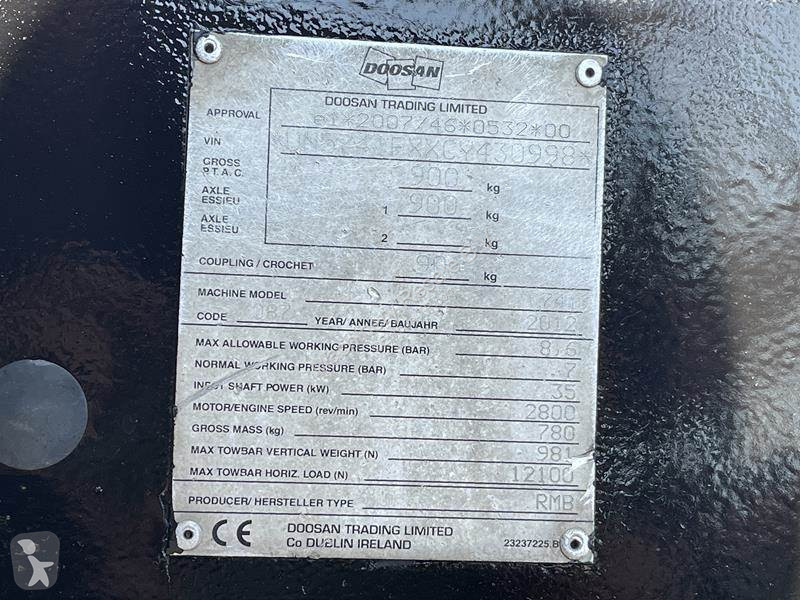 DOOSAN
DOOSAN TRADING LIMITED
APPROVAL e1*2007/46*0532*00
VIN
GROSS P.T.A.C. 900 kg
AXLE ESSIEU 1 900 kg
AXLE ESSIEU 2 kg
COUPLING / CROCHET kg
MACHINE MODEL
CODE YEAR/ ANNEE/ BAUJAHR 2012
MAX ALLOWABLE WORKING PRESSURE (BAR) 8,6
NORMAL WORKING PRESSURE (BAR) 7
INPUT SHAFT POWER (kW) 35
MOTOR/ENGINE SPEED (rev/min) 2800
GROSS MASS (kg) 780
MAX TOWBAR VERTICAL WEIGHT (N) 981
MAX TOWBAR HORIZ. LOAD (N) 12100
PRODUCER/ HERSTELLER TYPE RMB
CE DOOSAN TRADING LIMITED
Co DUBLIN IRELAND